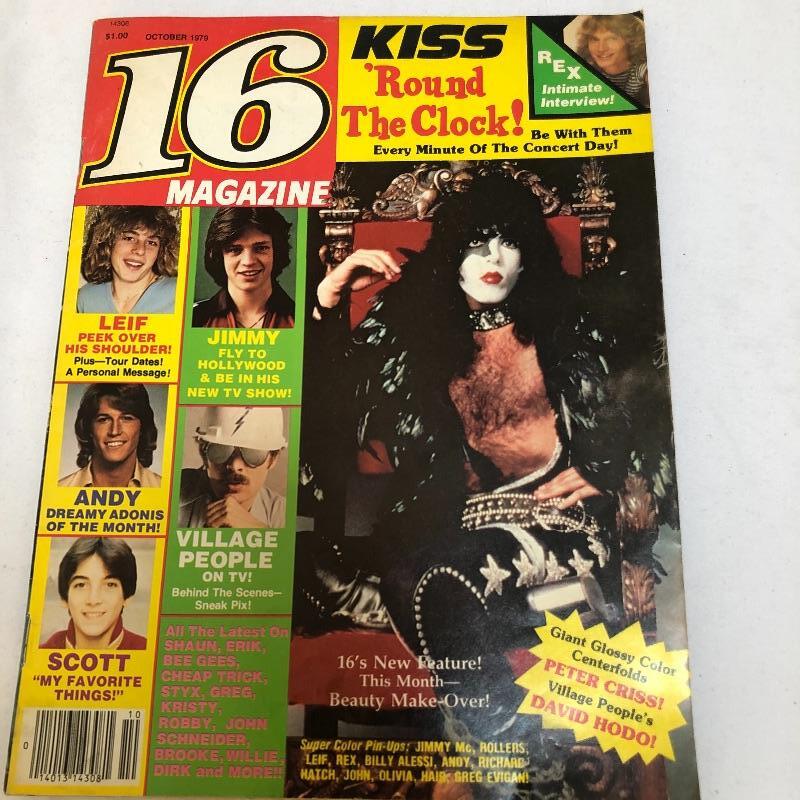 14308
$1.00 OCTOBER 1979
16
MAGAZINE
KISS
'Round
The Clock!
Be With Them
Every Minute Of The Concert Day!
REX
Intimate
Interview!
LEIF
PEEK OVER
HIS SHOULDER!
Plus—Tour Dates!
A Personal Message!
JIMMY
FLY TO
HOLLYWOOD
& BE IN HIS
NEW TV SHOW!
ANDY
DREAMY ADONIS
OF THE MONTH!
VILLAGE
PEOPLE
ON TV!
Behind The Scenes—
Sneak Pix!
SCOTT
"MY FAVORITE
THINGS!"
All The Latest On
SHAUN, ERIK,
BEE GEES,
CHEAP TRICK,
STYX, GREG,
KRISTY,
ROBBY, JOHN
SCHNEIDER,
BROOKE, WILLIE,
DIRK and MORE!!
16's New Feature!
This Month—
Beauty Make-Over!
Giant Glossy Color
Centerfolds
PETER CRISS!
Village People's
DAVID HODO!
Super Color Pin-Ups: JIMMY Mc, ROLLERS,
LEIF, REX, BILLY ALESSI, ANDY, RICHARD
HATCH, JOHN, OLIVIA, HAIR, GREG EVIGAN!
10
0
14013 14308